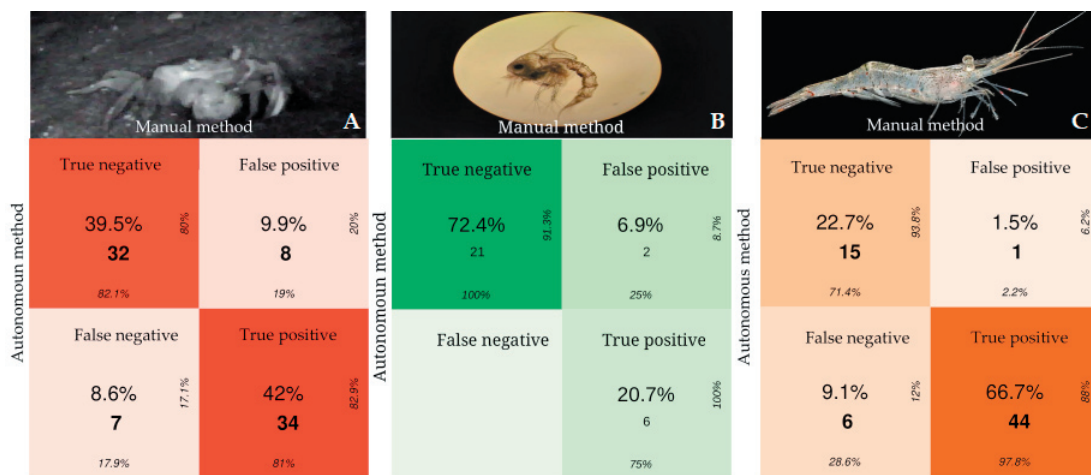 Manual method A
Autonomoun method
True negative
39.5%
32
80%
82.1%
False positive
9.9%
8
20%
19%
False negative
8.6%
7
17.1%
17.9%
True positive
42%
34
82.9%
81%
Manual method B
Autonomoun method
True negative
72.4%
21
91.3%
100%
False positive
6.9%
2
8.7%
25%
False negative
True positive
20.7%
6
100%
75%
Manual method C
Autonomous method
True negative
22.7%
15
93.8%
71.4%
False positive
1.5%
1
6.2%
2.2%
False negative
9.1%
6
12%
28.6%
True positive
66.7%
44
88%
97.8%